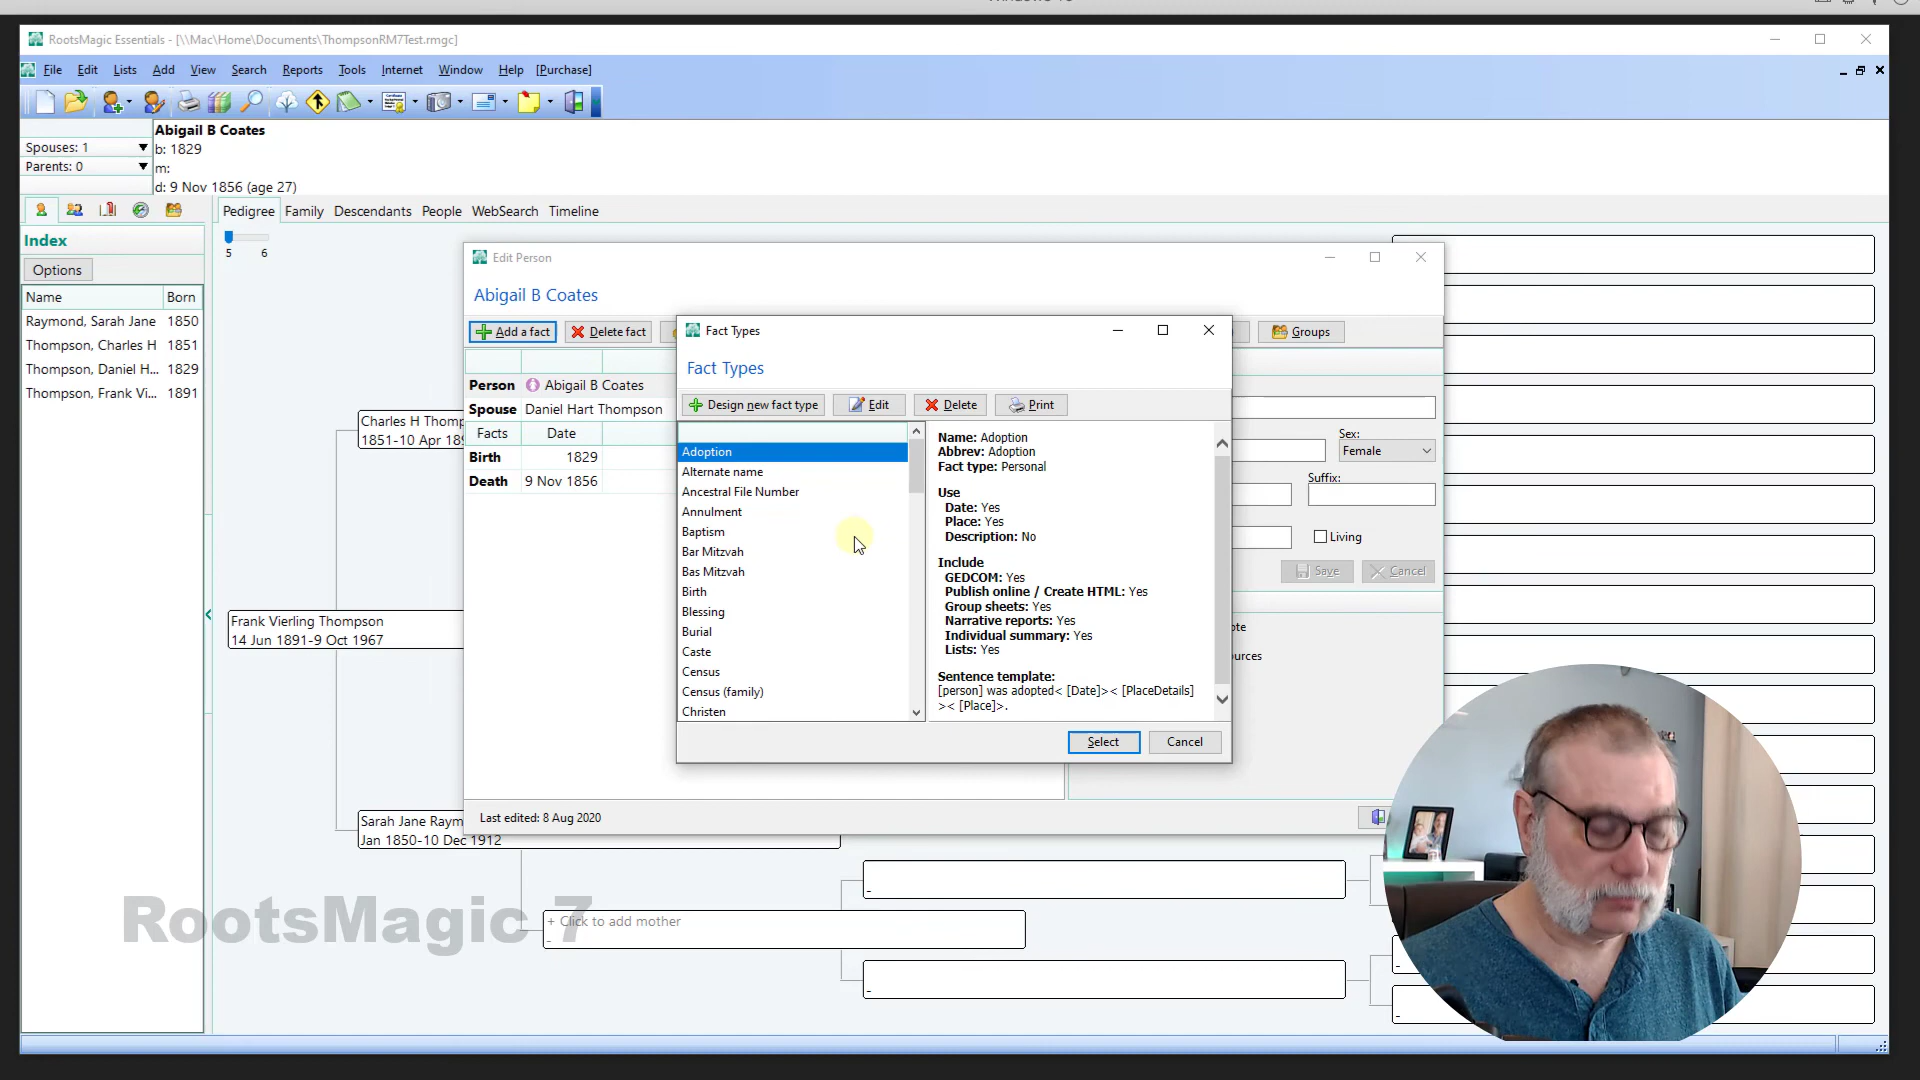 RootsMagic Essentials - [\\Mac\Home\Documents\ThompsonRM7Test.rmgc]
File Edit Lists Add View Search Reports Tools Internet Window Help [Purchase]
Abigail B Coates
Spouses: 1
b: 1829
Parents: 0
m:
d: 9 Nov 1856 (age 27)
Pedigree Family Descendants People WebSearch Timeline
Index
5 6
Options
Name Born
Raymond, Sarah Jane 1850
Thompson, Charles H 1851
Thompson, Daniel H... 1829
Thompson, Frank Vi... 1891
Charles H Thomp
1851-10 Apr 189
Frank Vierling Thompson
14 Jun 1891-9 Oct 1967
Sarah Jane Raym
Jan 1850-10 Dec 1912
+ Click to add mother
-
-
-
-
-
RootsMagic 7
Edit Person
Abigail B Coates
Add a fact Delete fact Groups
Person Abigail B Coates
Spouse Daniel Hart Thompson
Facts Date
Birth 1829
Death 9 Nov 1856
Sex:
Female
Suffix:
Living
Save Cancel
ote
urces
Last edited: 8 Aug 2020
Fact Types
Fact Types
Design new fact type Edit Delete Print
Adoption
Alternate name
Ancestral File Number
Annulment
Baptism
Bar Mitzvah
Bas Mitzvah
Birth
Blessing
Burial
Caste
Census
Census (family)
Christen
Name: Adoption
Abbrev: Adoption
Fact type: Personal
Use
Date: Yes
Place: Yes
Description: No
Include
GEDCOM: Yes
Publish online / Create HTML: Yes
Group sheets: Yes
Narrative reports: Yes
Individual summary: Yes
Lists: Yes
Sentence template:
[person] was adopted< [Date]>< [PlaceDetails]
>< [Place]>.
Select Cancel